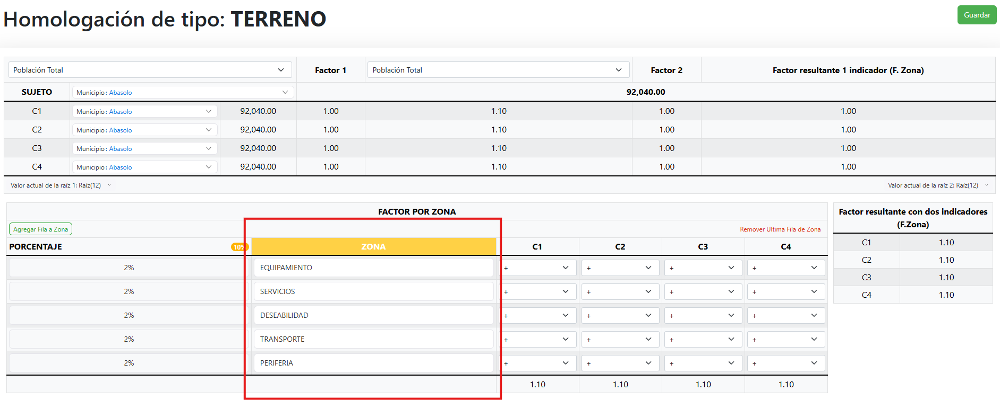 Homologación de tipo: TERRENO
Guardar
Población Total Factor 1 Población Total Factor 2 Factor resultante 1 indicador (F. Zona)
SUJETO Municipio: Abasolo 92,040.00
C1 Municipio: Abasolo 92,040.00 1.00 1.10 1.00 1.00
C2 Municipio: Abasolo 92,040.00 1.00 1.10 1.00 1.00
C3 Municipio: Abasolo 92,040.00 1.00 1.10 1.00 1.00
C4 Municipio: Abasolo 92,040.00 1.00 1.10 1.00 1.00
Valor actual de la raíz 1: Raíz(12) Valor actual de la raíz 2: Raíz(12)
FACTOR POR ZONA
Agregar Fila a Zona Remover Ultima Fila de Zona
PORCENTAJE 10% ZONA C1 C2 C3 C4
2% EQUIPAMIENTO + + + +
2% SERVICIOS + + + +
2% DESEABILIDAD + + + +
2% TRANSPORTE + + + +
2% PERIFERIA + + + +
1.10 1.10 1.10 1.10
Factor resultante con dos indicadores
(F.Zona)
C1 1.10
C2 1.10
C3 1.10
C4 1.10